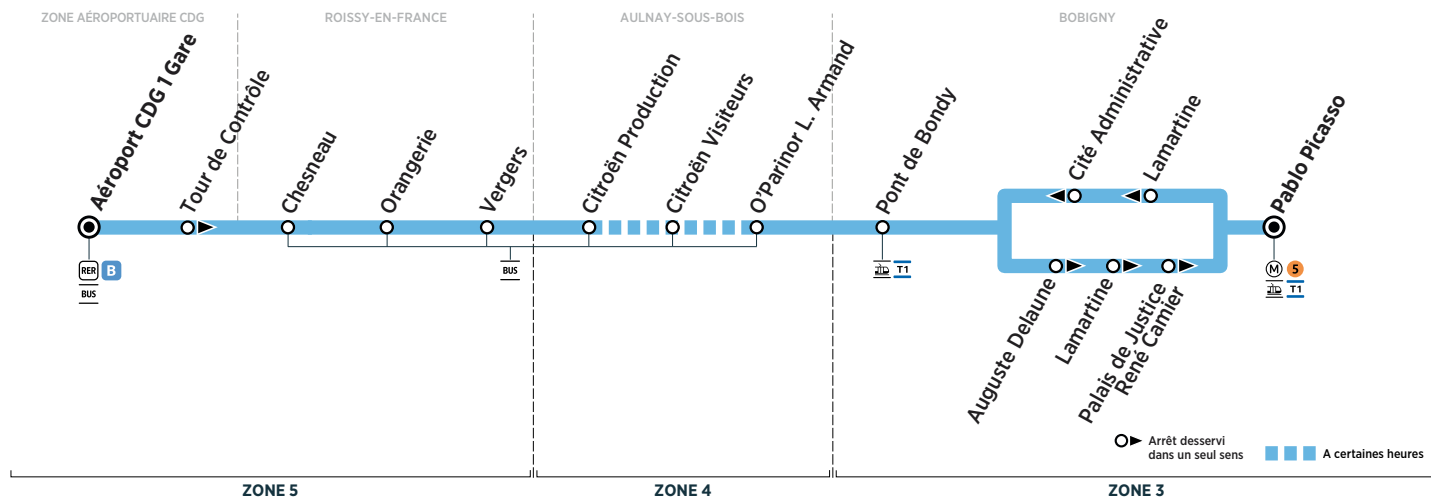 ZONE AÉROPORTUAIRE CDG
ROISSY-EN-FRANCE
AULNAY-SOUS-BOIS
BOBIGNY
Aéroport CDG 1 Gare
Tour de Contrôle
Chesneau
Orangerie
Vergers
Citroën Production
Citroën Visiteurs
O'Parinor L. Armand
Pont de Bondy
Cité Administrative
Lamartine
Pablo Picasso
RER B
BUS
BUS
T1
M 5
T1
Auguste Delaune
Lamartine
Palais de Justice
René Camier
Arrêt desservi
dans un seul sens
A certaines heures
ZONE 5
ZONE 4
ZONE 3